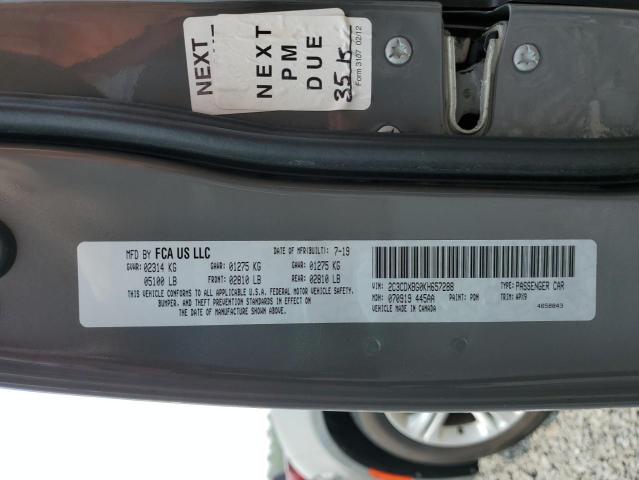 NEXT
NEXT
PM
DUE
35 K
Form 3107 02/12
MFD BY FCA US LLC DATE OF MFR(BUILT): 7-19
GVWR: 02314 KG GAWR: 01275 KG GAWR: 01275 KG
05100 LB FRONT: 02810 LB REAR: 02810 LB
THIS VEHICLE CONFORMS TO ALL APPLICABLE U.S.A. FEDERAL MOTOR VEHICLE SAFETY,
BUMPER, AND THEFT PREVENTION STANDARDS IN EFFECT ON
THE DATE OF MANUFACTURE SHOWN ABOVE.
VIN: 2C3CDXBG0KH657288 TYPE: PASSENGER CAR
MDH: 070919 445AA PAINT: PDN TRIM: APX9
VEHICLE MADE IN CANADA 4658843